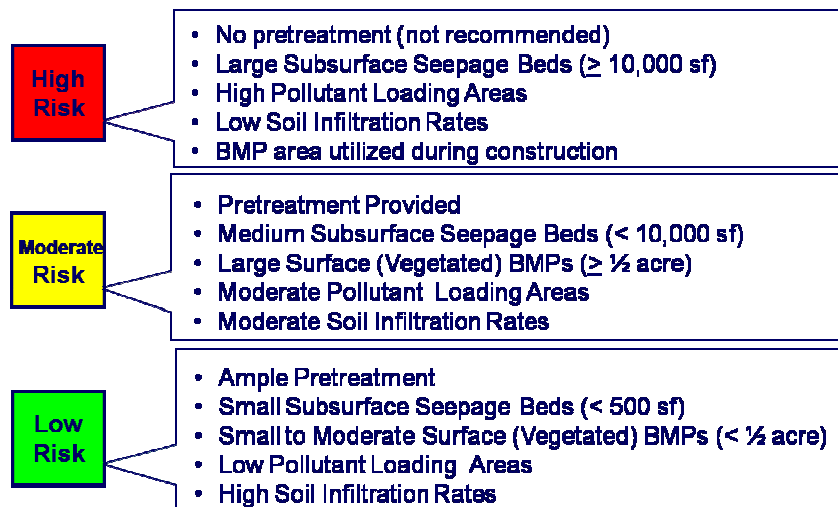 High
Risk
• No pretreatment (not recommended)
• Large Subsurface Seepage Beds (≥ 10,000 sf)
• High Pollutant Loading Areas
• Low Soil Infiltration Rates
• BMP area utilized during construction
Moderate
Risk
• Pretreatment Provided
• Medium Subsurface Seepage Beds (< 10,000 sf)
• Large Surface (Vegetated) BMPs (≥ ½ acre)
• Moderate Pollutant Loading Areas
• Moderate Soil Infiltration Rates
Low
Risk
• Ample Pretreatment
• Small Subsurface Seepage Beds (< 500 sf)
• Small to Moderate Surface (Vegetated) BMPs (< ½ acre)
• Low Pollutant Loading Areas
• High Soil Infiltration Rates